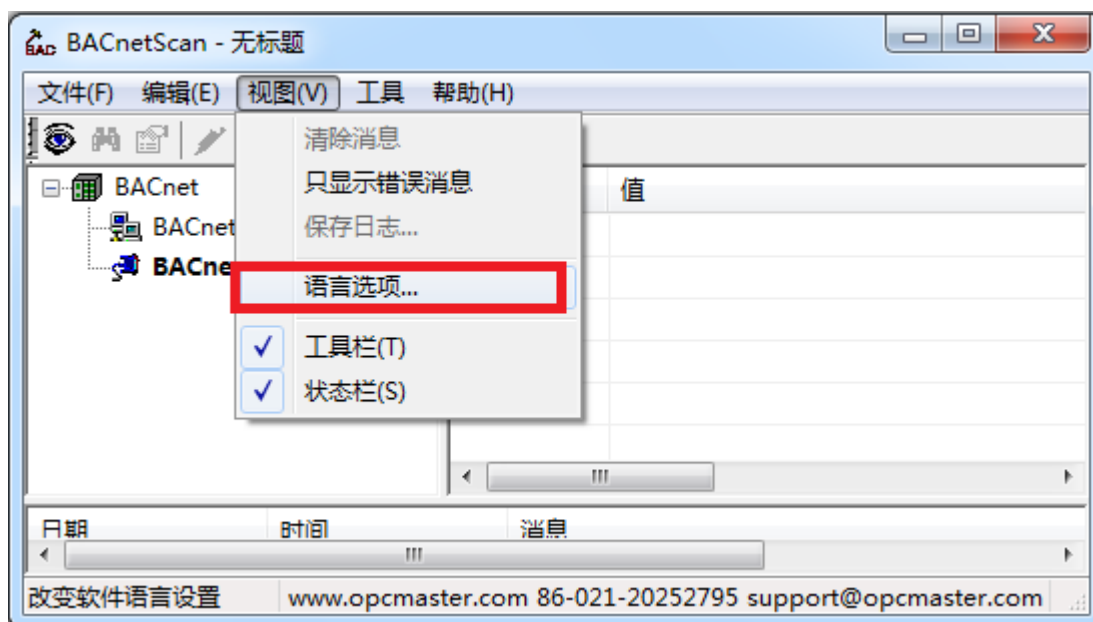 BACnetScan - 无标题
文件(F) 编辑(E) 视图(V) 工具 帮助(H)
清除消息
只显示错误消息
保存日志...
语言选项...
工具栏(T)
状态栏(S)
BACnet
BACnet
BACne
值
日期 时间 消息
改变软件语言设置 www.opcmaster.com 86-021-20252795 support@opcmaster.com